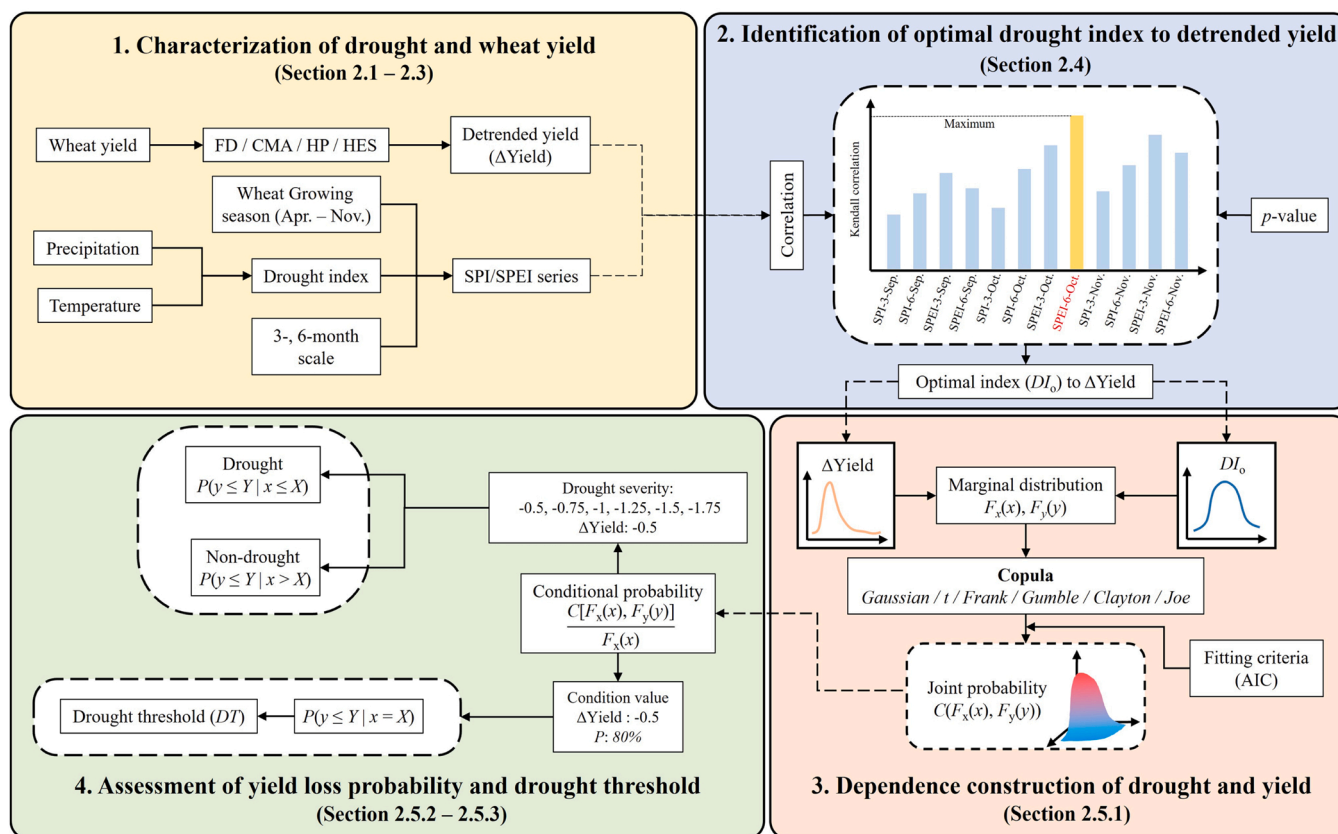 1. Characterization of drought and wheat yield
(Section 2.1 – 2.3)
Wheat yield
FD / CMA / HP / HES
Detrended yield
(ΔYield)
Wheat Growing
season (Apr. – Nov.)
Precipitation
Temperature
Drought index
SPI/SPEI series
3-, 6-month
scale
2. Identification of optimal drought index to detrended yield
(Section 2.4)
Correlation
Kendall correlation
Maximum
SPI-3-Sep.
SPI-6-Sep.
SPEI-3-Sep.
SPEI-6-Sep.
SPI-3-Oct.
SPI-6-Oct.
SPEI-3-Oct.
SPEI-6-Oct.
SPI-3-Nov.
SPI-6-Nov.
SPEI-3-Nov.
SPEI-6-Nov.
p-value
Optimal index (DIo) to ΔYield
ΔYield
DIo
Marginal distribution
Fx(x), Fy(y)
Copula
Gaussian / t / Frank / Gumble / Clayton / Joe
Fitting criteria
(AIC)
Joint probability
C(Fx(x), Fy(y))
3. Dependence construction of drought and yield
(Section 2.5.1)
Drought
P(y ≤ Y | x ≤ X)
Non-drought
P(y ≤ Y | x > X)
Drought severity:
-0.5, -0.75, -1, -1.25, -1.5, -1.75
ΔYield: -0.5
Conditional probability
C[Fx(x), Fy(y)]
Fx(x)
Condition value
ΔYield : -0.5
P: 80%
P(y ≤ Y | x = X)
Drought threshold (DT)
4. Assessment of yield loss probability and drought threshold
(Section 2.5.2 – 2.5.3)